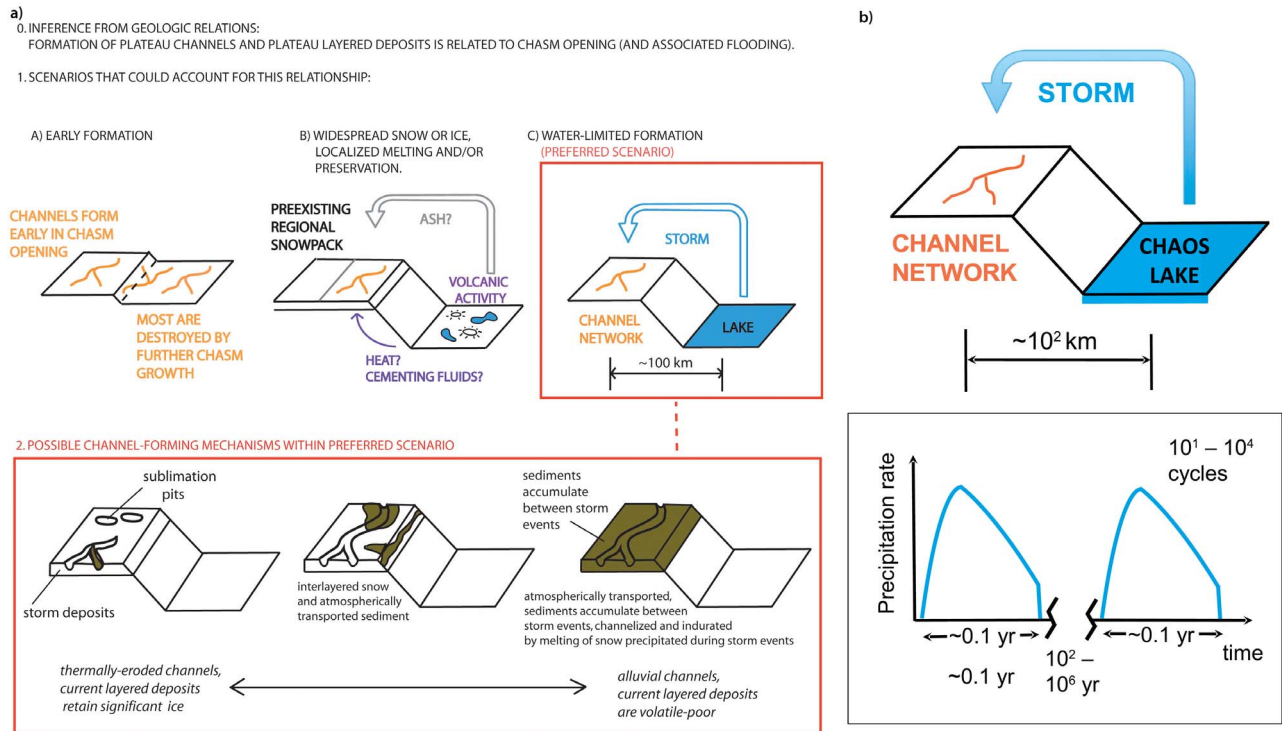 a)
0. INFERENCE FROM GEOLOGIC RELATIONS:
FORMATION OF PLATEAU CHANNELS AND PLATEAU LAYERED DEPOSITS IS RELATED TO CHASM OPENING (AND ASSOCIATED FLOODING).
1. SCENARIOS THAT COULD ACCOUNT FOR THIS RELATIONSHIP:
A) EARLY FORMATION
CHANNELS FORM
EARLY IN CHASM
OPENING
MOST ARE
DESTROYED BY
FURTHER CHASM
GROWTH
B) WIDESPREAD SNOW OR ICE,
LOCALIZED MELTING AND/OR
PRESERVATION.
PREEXISTING
REGIONAL
SNOWPACK
ASH?
VOLCANIC
ACTIVITY
HEAT?
CEMENTING FLUIDS?
C) WATER-LIMITED FORMATION
(PREFERRED SCENARIO)
STORM
CHANNEL
NETWORK
LAKE
~100 km
2. POSSIBLE CHANNEL-FORMING MECHANISMS WITHIN PREFERRED SCENARIO
sublimation
pits
storm deposits
interlayered snow
and atmospherically
transported sediment
sediments
accumulate
between storm
events
atmospherically transported,
sediments accumulate between
storm events, channelized and indurated
by melting of snow precipitated during storm events
thermally-eroded channels,
current layered deposits
retain significant ice
alluvial channels,
current layered deposits
are volatile-poor
b)
STORM
CHANNEL
NETWORK
CHAOS
LAKE
~10² km
10¹ – 10⁴
cycles
Precipitation rate
~0.1 yr
~0.1 yr
time
~0.1 yr
10² –
10⁶ yr